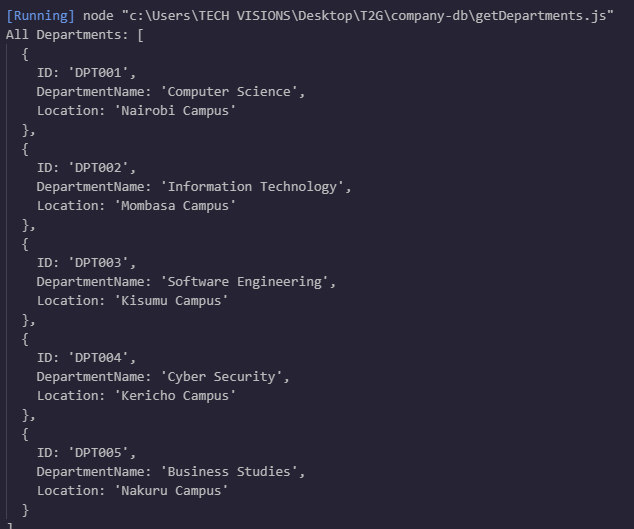 [Running] node "c:\Users\TECH VISIONS\Desktop\T2G\company-db\getDepartments.js"
All Departments: [
  {
    ID: 'DPT001',
    DepartmentName: 'Computer Science',
    Location: 'Nairobi Campus'
  },
  {
    ID: 'DPT002',
    DepartmentName: 'Information Technology',
    Location: 'Mombasa Campus'
  },
  {
    ID: 'DPT003',
    DepartmentName: 'Software Engineering',
    Location: 'Kisumu Campus'
  },
  {
    ID: 'DPT004',
    DepartmentName: 'Cyber Security',
    Location: 'Kericho Campus'
  },
  {
    ID: 'DPT005',
    DepartmentName: 'Business Studies',
    Location: 'Nakuru Campus'
  }
]